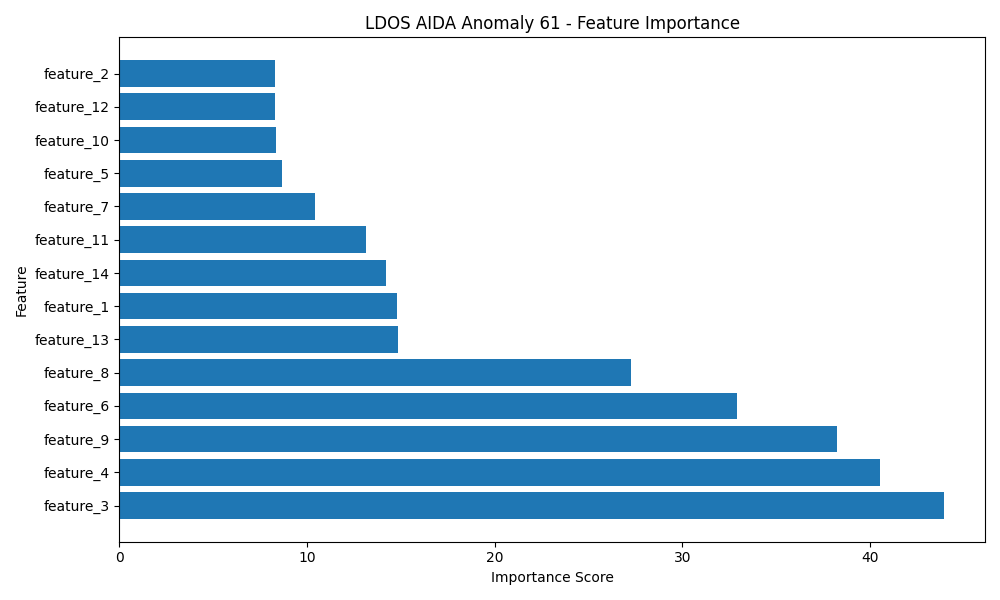 LDOS AIDA Anomaly 61 - Feature Importance
feature_2
feature_12
feature_10
feature_5
feature_7
feature_11
feature_14
feature_1
feature_13
feature_8
feature_6
feature_9
feature_4
feature_3
Feature
0 10 20 30 40
Importance Score